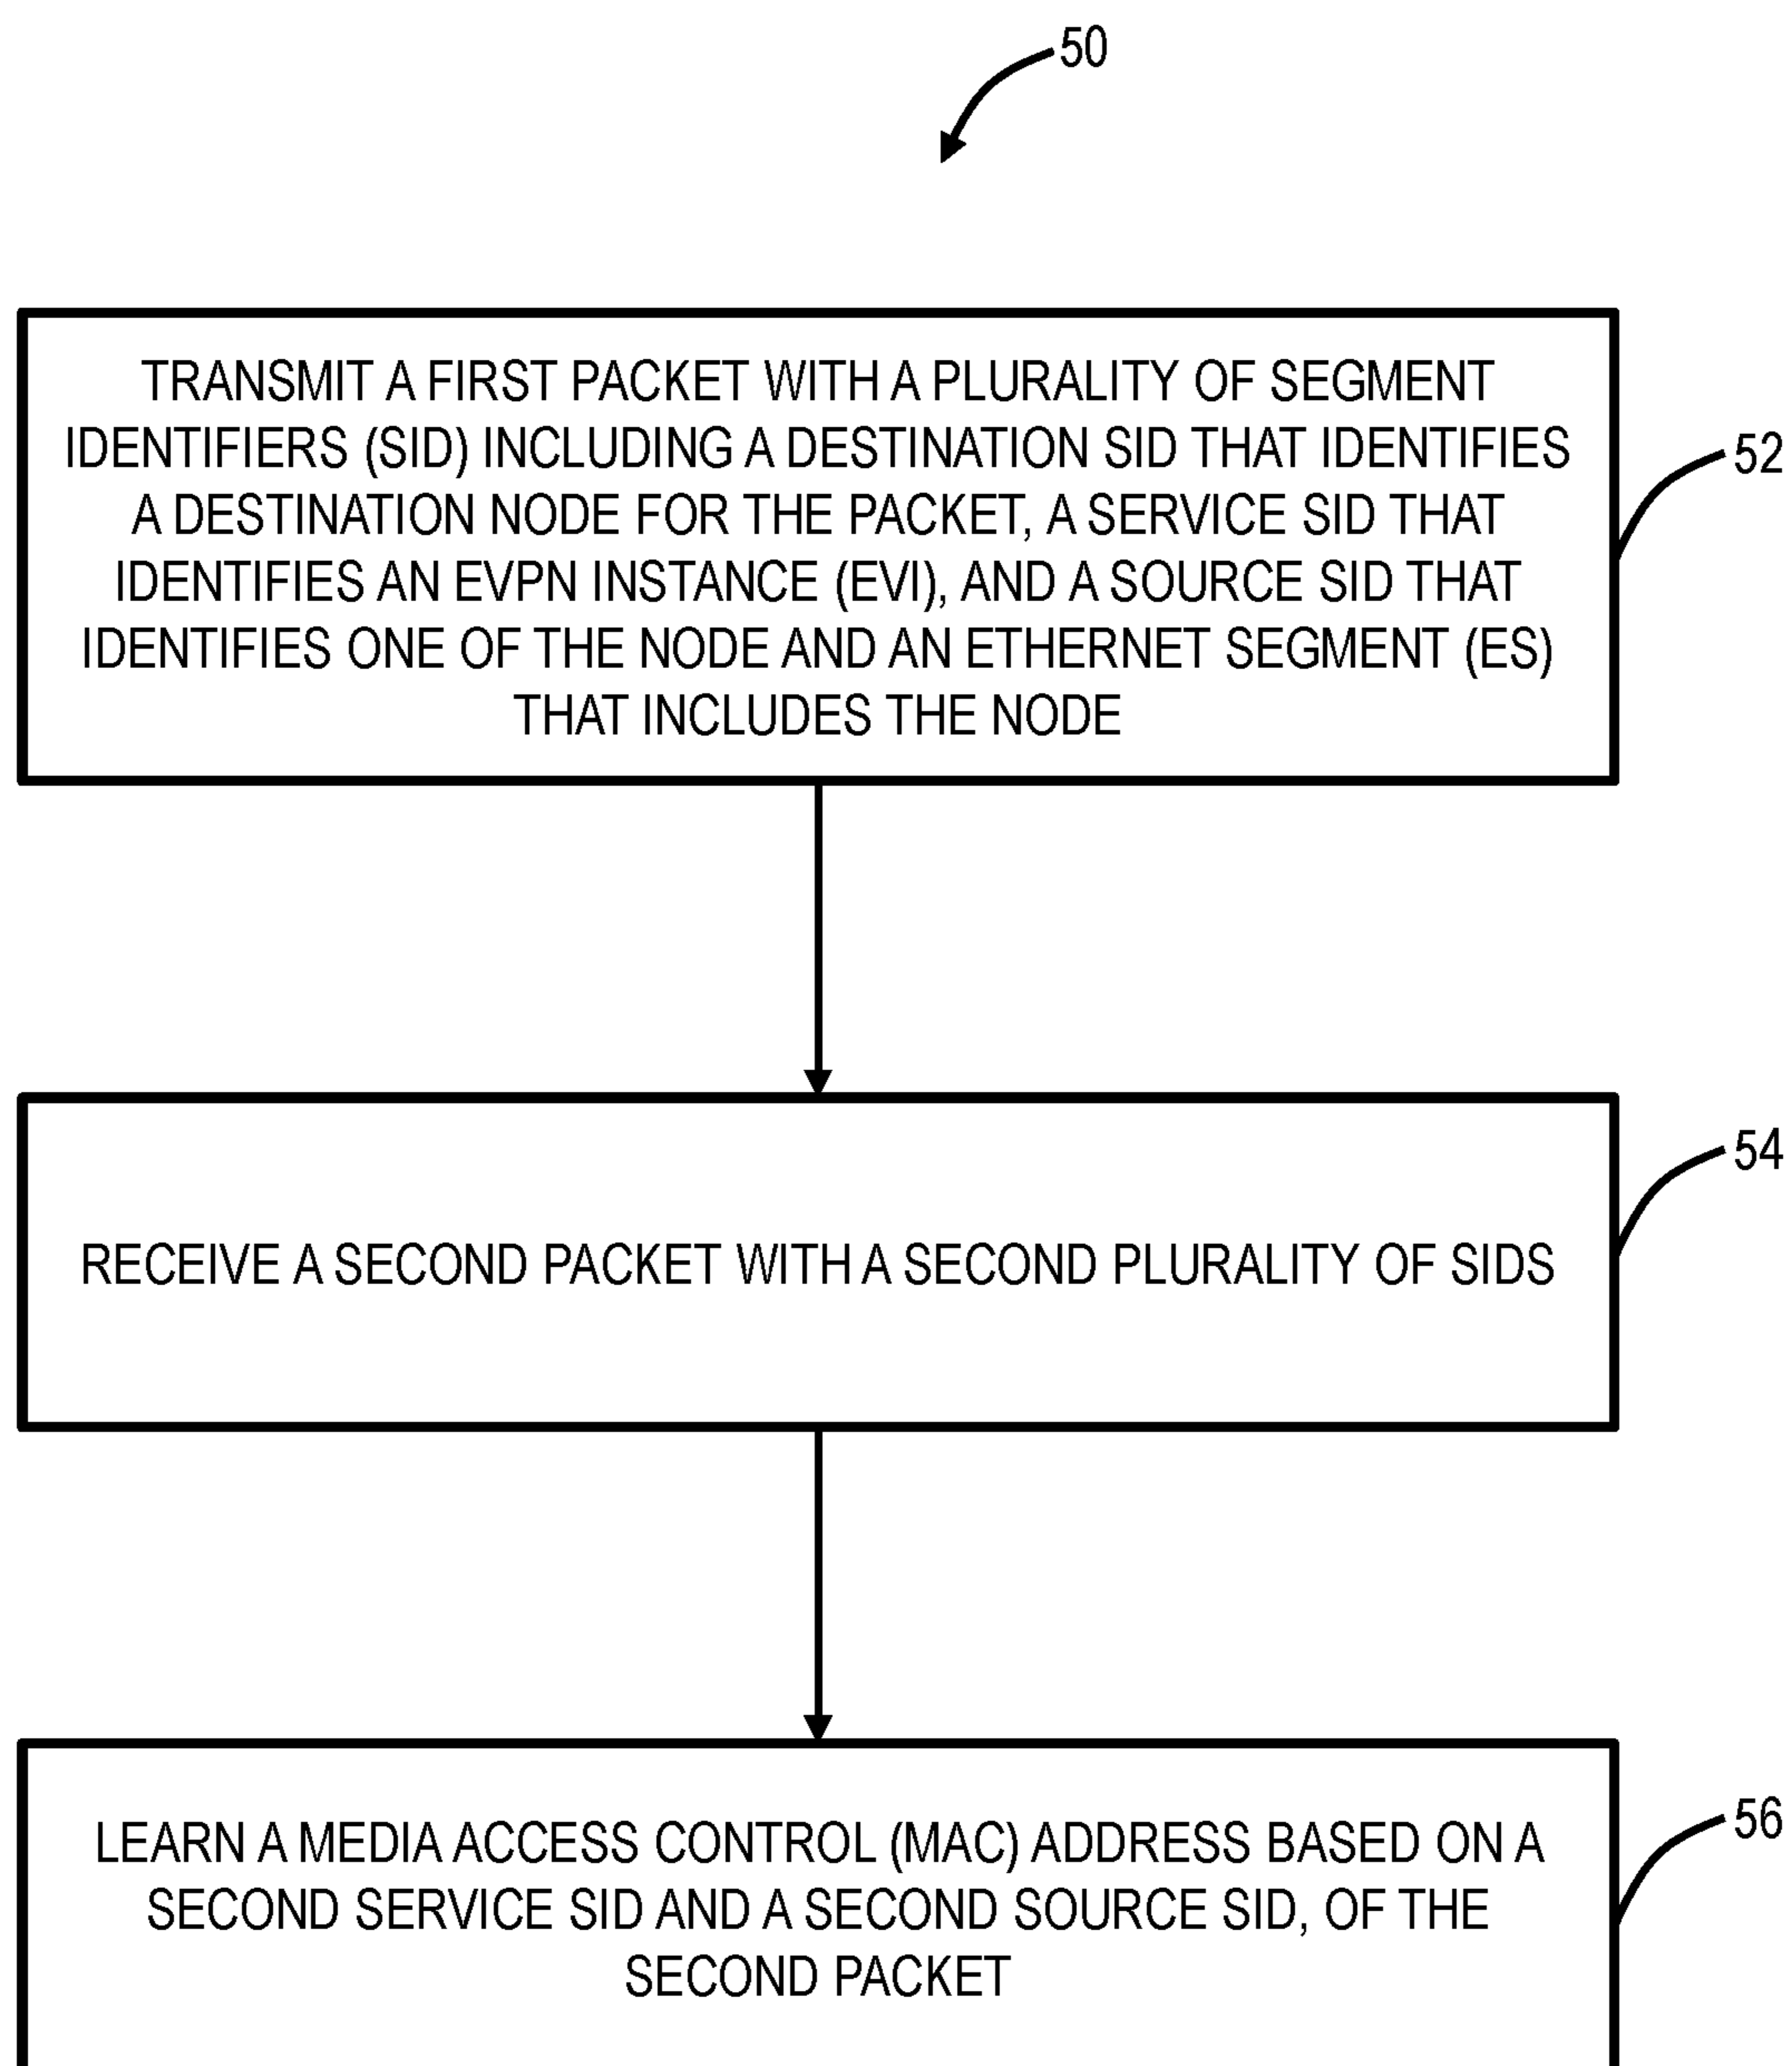 50
TRANSMIT A FIRST PACKET WITH A PLURALITY OF SEGMENT
IDENTIFIERS (SID) INCLUDING A DESTINATION SID THAT IDENTIFIES
A DESTINATION NODE FOR THE PACKET, A SERVICE SID THAT
IDENTIFIES AN EVPN INSTANCE (EVI), AND A SOURCE SID THAT
IDENTIFIES ONE OF THE NODE AND AN ETHERNET SEGMENT (ES)
THAT INCLUDES THE NODE
52
RECEIVE A SECOND PACKET WITH A SECOND PLURALITY OF SIDS
54
LEARN A MEDIA ACCESS CONTROL (MAC) ADDRESS BASED ON A
SECOND SERVICE SID AND A SECOND SOURCE SID, OF THE
SECOND PACKET
56